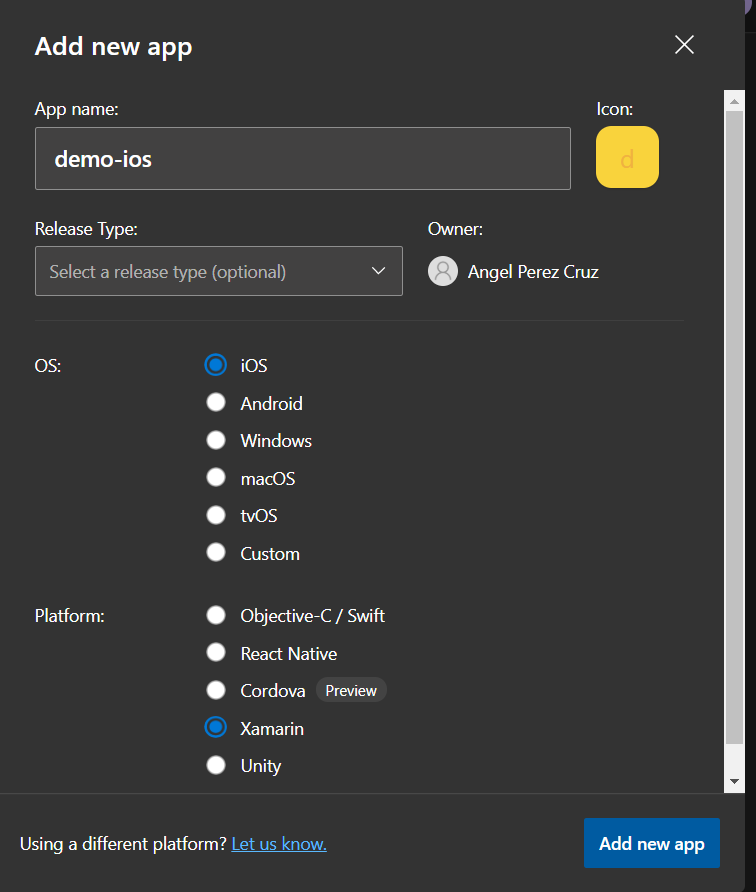 Add new app
App name:
Icon:
demo-ios
d
Release Type:
Owner:
Select a release type (optional)
Angel Perez Cruz
OS:
iOS
Android
Windows
macOS
tvOS
Custom
Platform:
Objective-C / Swift
React Native
Cordova Preview
Xamarin
Unity
Using a different platform? Let us know.
Add new app